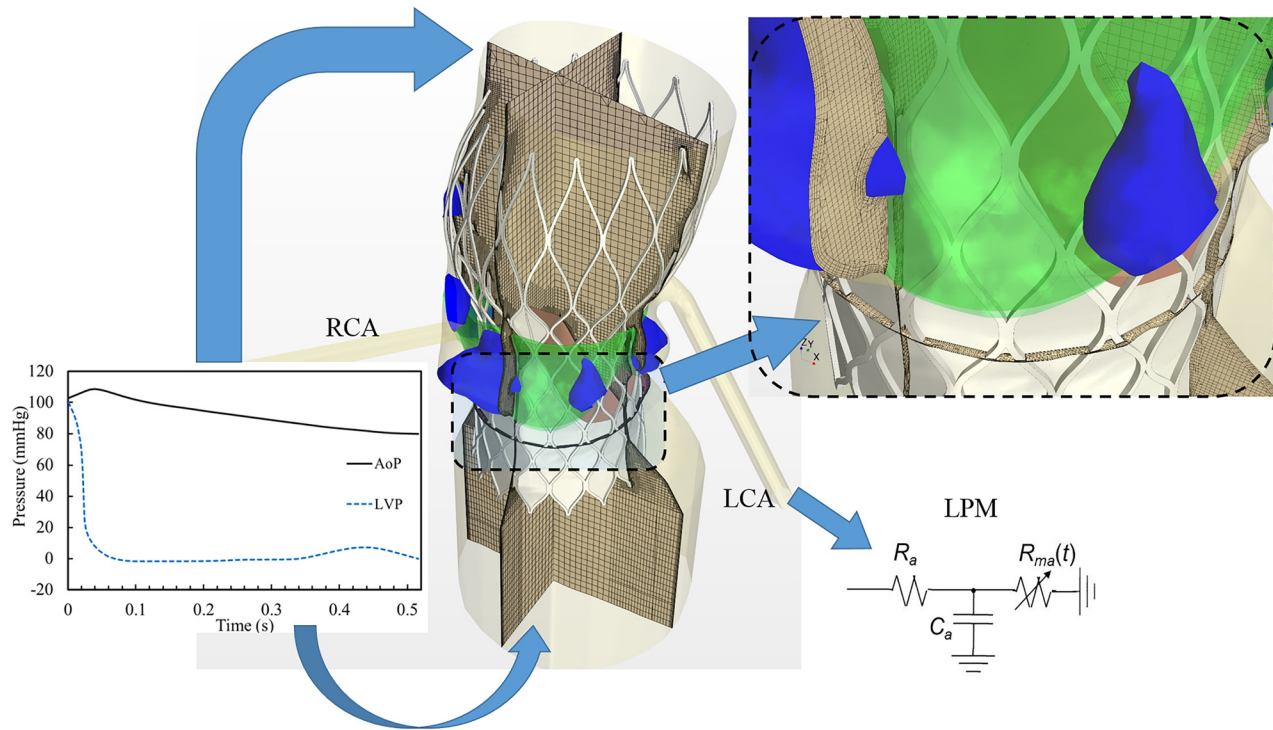 RCA
120
100
80
60
40
20
0
-20
Pressure (mmHg)
AoP
LVP
0 0.1 0.2 0.3 0.4 0.5
Time (s)
ZY
X
LCA
LPM
Rₐ
Rₘₐ(t)
Cₐ